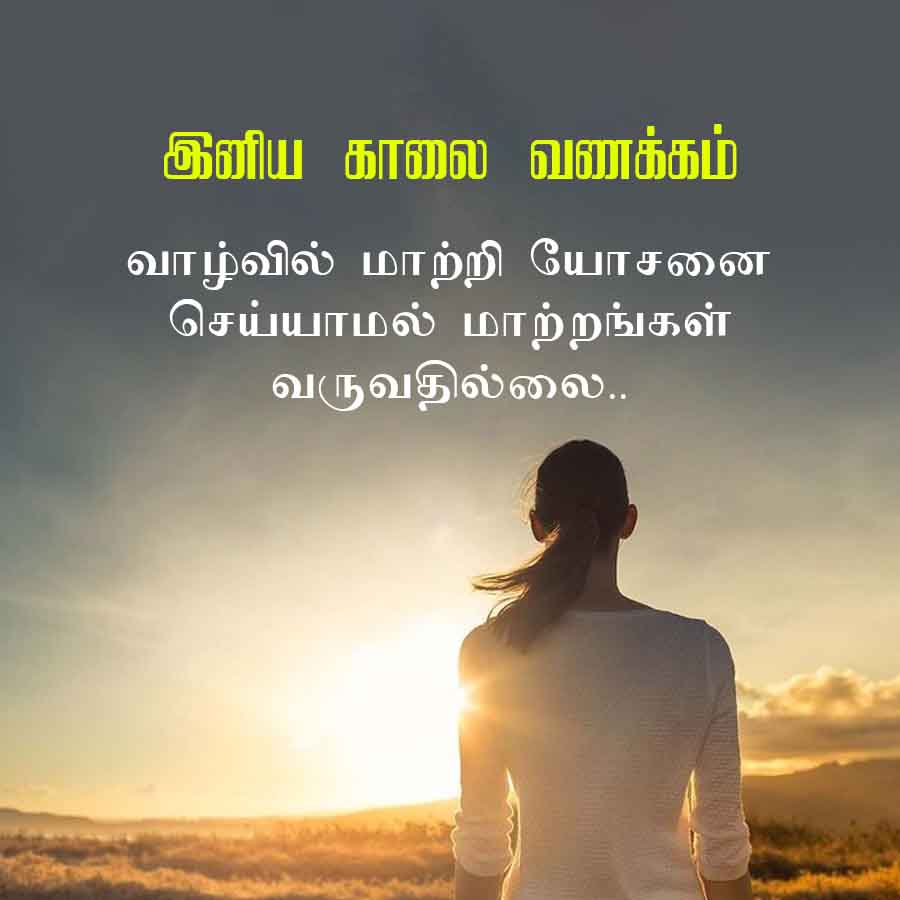 இனிய காலை வணக்கம்
வாழ்வில் மாற்றி யோசனை
செய்யாமல் மாற்றங்கள்
வருவதில்லை..